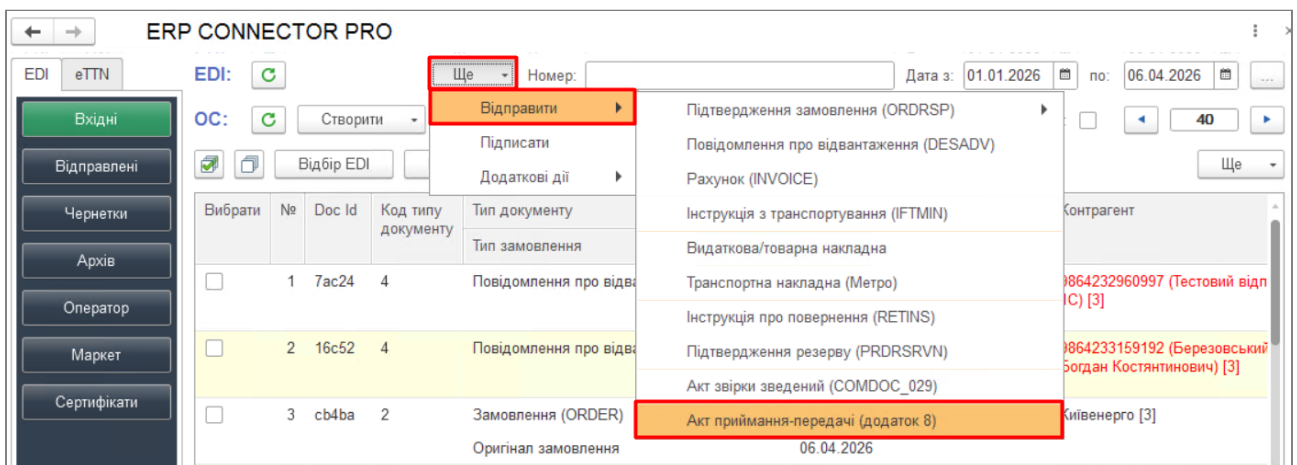 ERP CONNECTOR PRO
EDI
eTTN
EDI:
Ще
Номер:
Дата з:
01.01.2026
по:
06.04.2026
...
Вхідні
Відправлені
Чернетки
Архів
Оператор
Маркет
Сертифікати
ОС:
Створити
40
Відбір EDI
Ще
Відправити
Підписати
Додаткові дії
Підтвердження замовлення (ORDRSP)
Повідомлення про відвантаження (DESADV)
Рахунок (INVOICE)
Інструкція з транспортування (IFTMIN)
Видаткова/товарна накладна
Транспортна накладна (Метро)
Інструкція про повернення (RETINS)
Підтвердження резерву (PRDRSRVN)
Акт звірки зведений (COMDOC_029)
Акт приймання-передачі (додаток 8)
Вибрати
№
Doc Id
Код типу
документу
Тип документу
Тип замовлення
Контрагент
1 7ac24 4 Повідомлення про відва
9864232960997 (Тестовий відп
ІС) [3]
2 16c52 4 Повідомлення про відва
9864233159192 (Березовський
Богдан Костянтинович) [3]
3 cb4ba 2 Замовлення (ORDER)
Київенерго [3]
Оригінал замовлення
06.04.2026